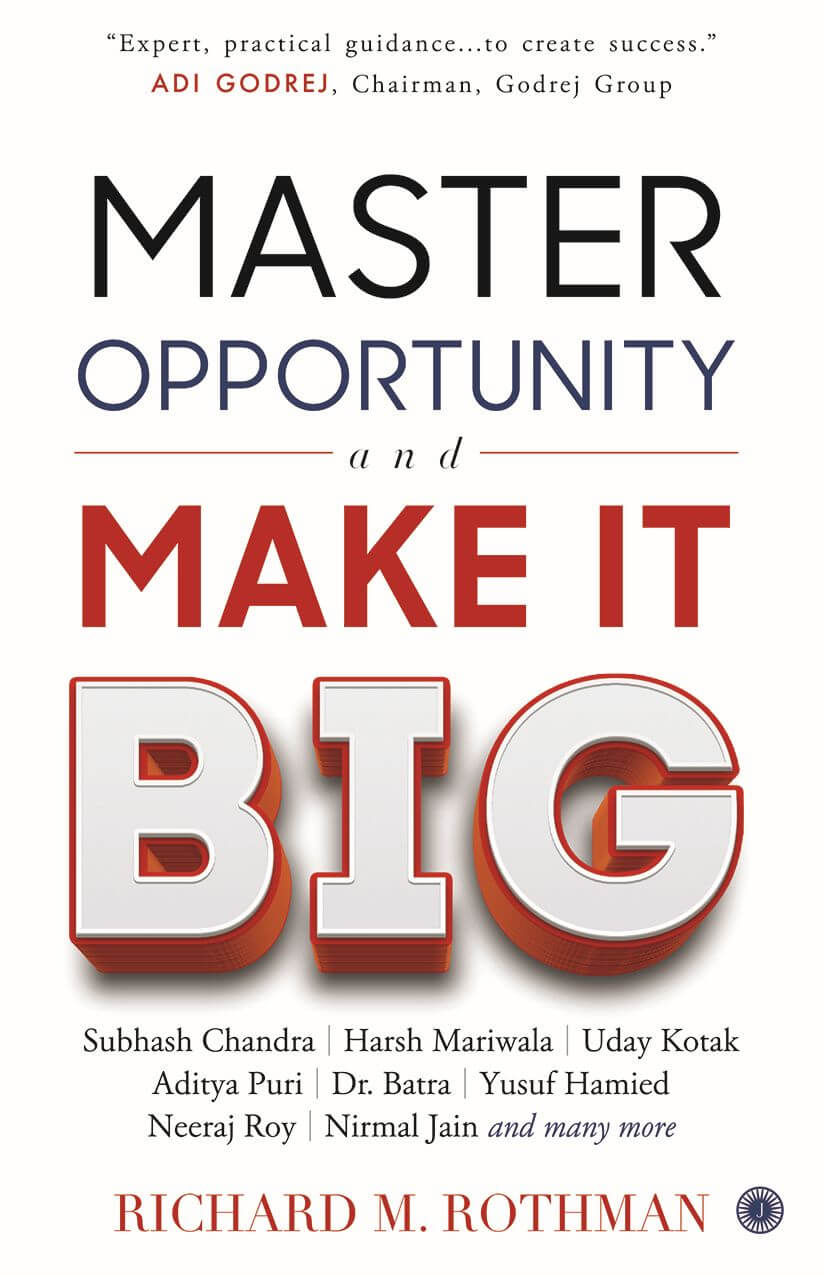 “Expert, practical guidance...to create success.”
ADI GODREJ, Chairman, Godrej Group
MASTER
OPPORTUNITY
and
MAKE IT
BIG
Subhash Chandra | Harsh Mariwala | Uday Kotak
Aditya Puri | Dr. Batra | Yusuf Hamied
Neeraj Roy | Nirmal Jain and many more
RICHARD M. ROTHMAN
J